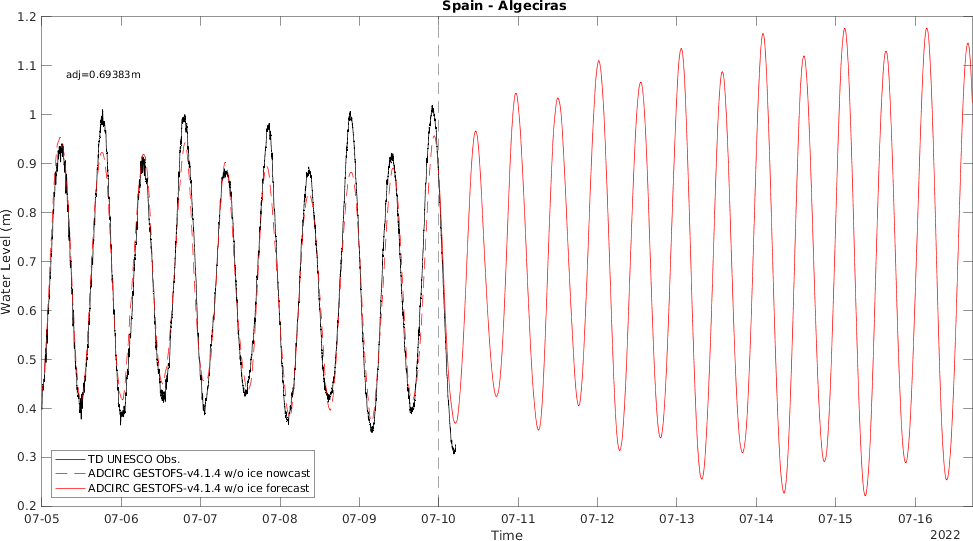 Spain - Algeciras
1.2
1.1
adj=0.69383m
1
0.9
0.8
0.7
0.6
0.5
0.4
0.3
0.2
Water Level (m)
TD UNESCO Obs.
ADCIRC GESTOFS-v4.1.4 w/o ice nowcast
ADCIRC GESTOFS-v4.1.4 w/o ice forecast
07-05 07-06 07-07 07-08 07-09 07-10 07-11 07-12 07-13 07-14 07-15 07-16
Time
2022